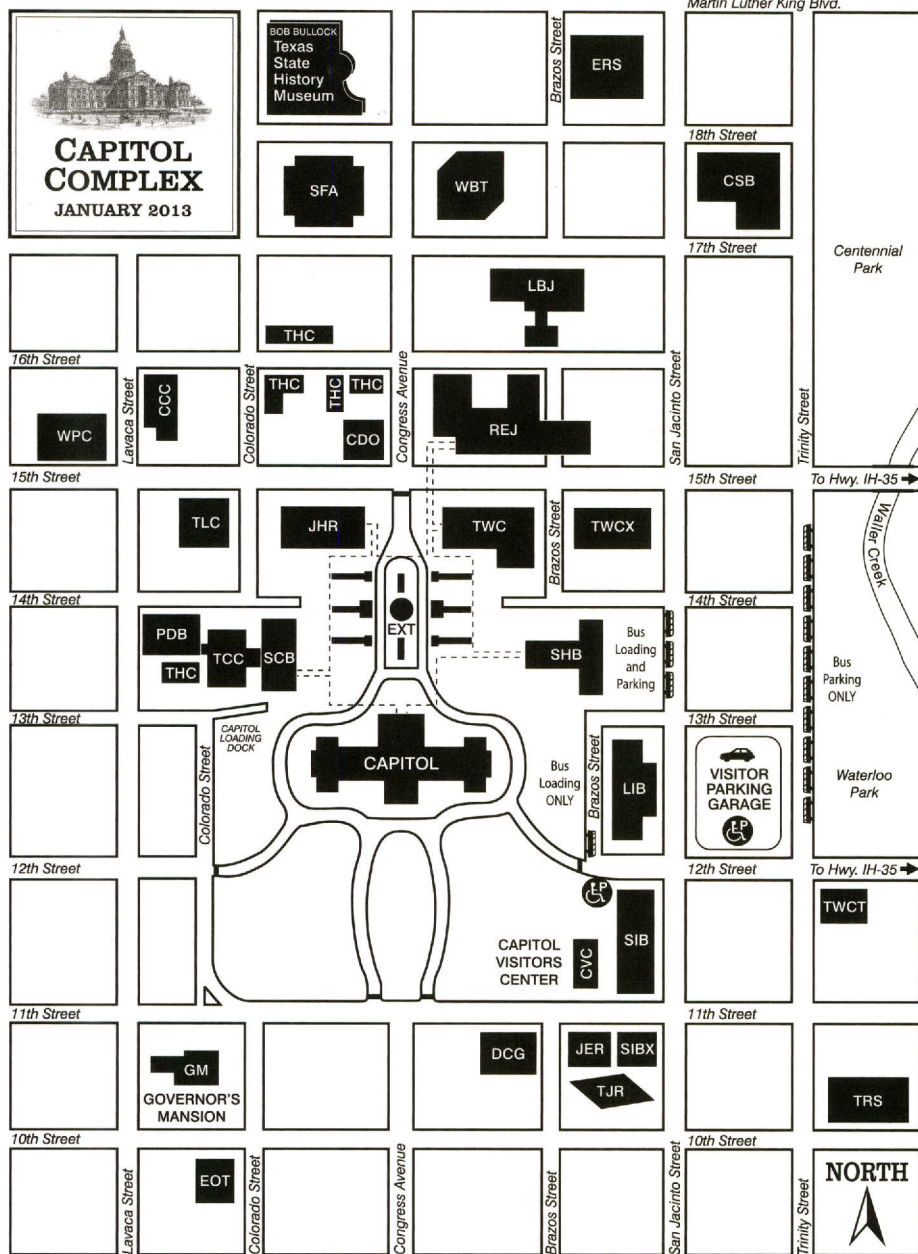 Martin Luther King Blvd.
CAPITOL
COMPLEX
JANUARY 2013
BOB BULLOCK
Texas
State
History
Museum
Brazos Street
ERS
18th Street
SFA
WBT
CSB
17th Street
Centennial
Park
LBJ
THC
16th Street
Lavaca Street
Colorado Street
Congress Avenue
San Jacinto Street
Trinity Street
WPC
CCC
THC
THC
THC
CDO
REJ
15th Street
15th Street
To Hwy. IH-35
TLC
JHR
TWC
Brazos Street
TWCX
Waller Creek
14th Street
14th Street
EXT
PDB
THC
TCC
SCB
SHB
Bus
Loading
and
Parking
Bus
Parking
ONLY
13th Street
13th Street
CAPITOL
LOADING
DOCK
Colorado Street
CAPITOL
Bus
Loading
ONLY
Brazos Street
LIB
VISITOR
PARKING
GARAGE
P
Waterloo
Park
12th Street
12th Street
To Hwy. IH-35
P
TWCT
CAPITOL
VISITORS
CENTER
CVC
SIB
11th Street
11th Street
GM
GOVERNOR'S
MANSION
DCG
JER
SIBX
TJR
TRS
10th Street
10th Street
Lavaca Street
EOT
Colorado Street
Congress Avenue
Brazos Street
San Jacinto Street
Trinity Street
NORTH